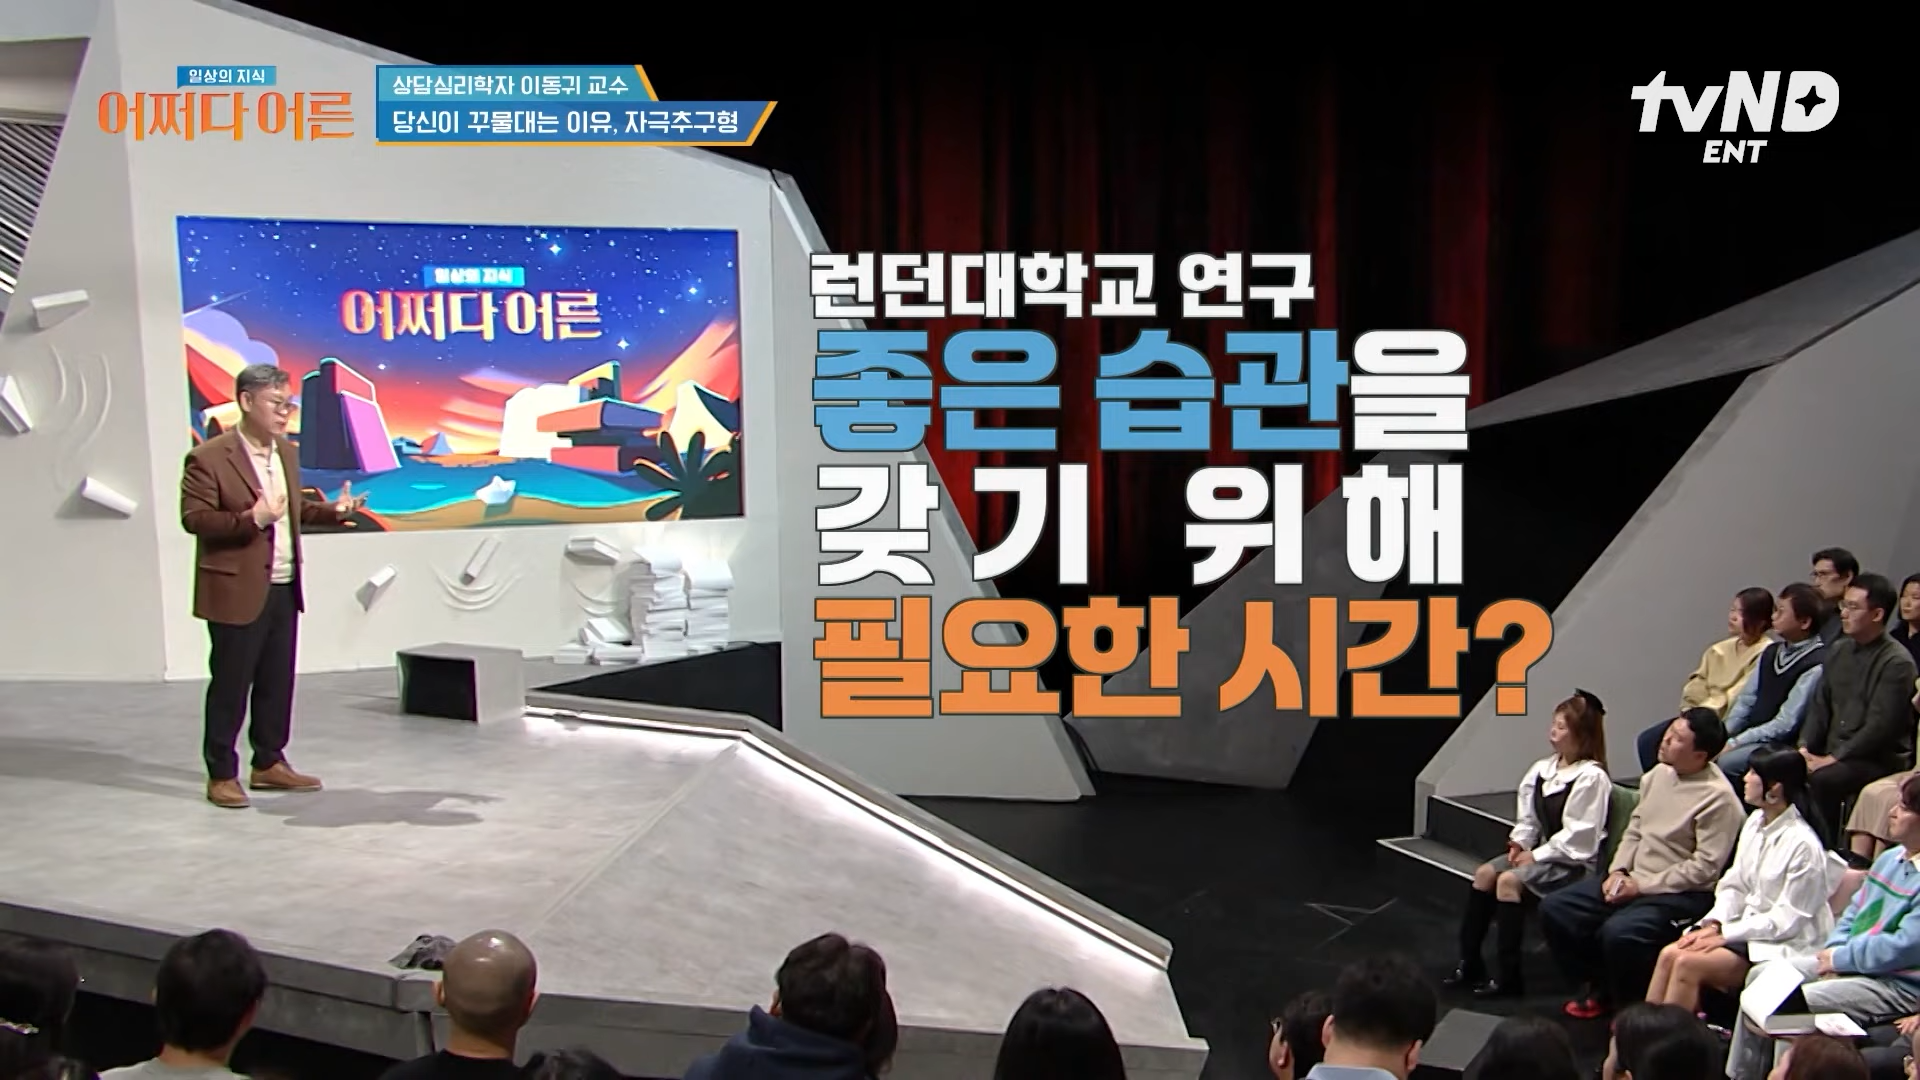 일상의 지식
어쩌다 어른
상담심리학자 이동귀 교수
당신이 꾸물대는 이유, 자극추구형
tvND
ENT
일상의 지식
어쩌다 어른
런던대학교 연구
좋은 습관을
갖기 위해
필요한 시간?